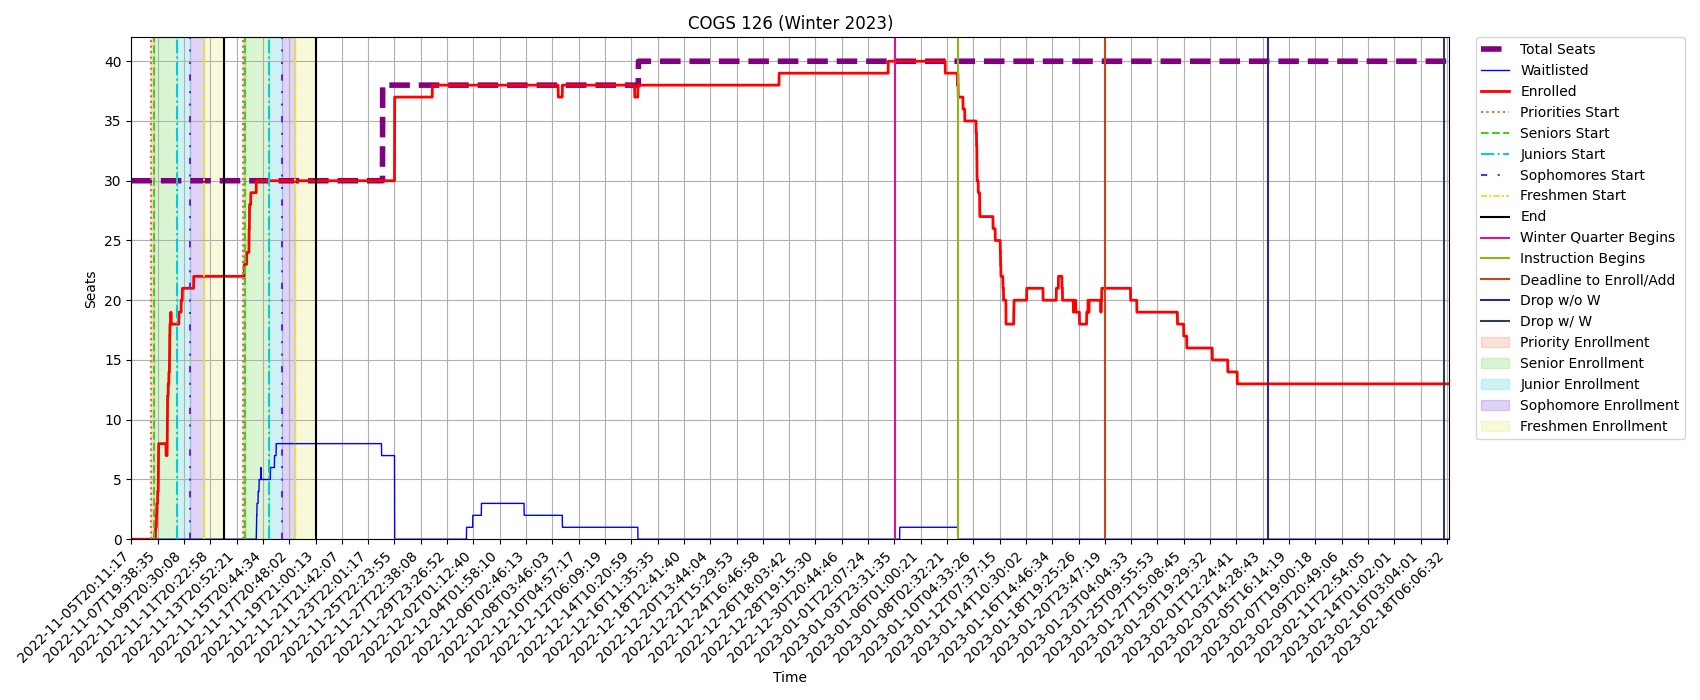 COGS 126 (Winter 2023)
40
35
30
25
20
15
10
5
0
Seats
2022-11-05T20:11:17
2022-11-07T19:38:35
2022-11-09T20:30:08
2022-11-11T20:22:58
2022-11-13T20:52:21
2022-11-15T20:44:34
2022-11-17T20:48:02
2022-11-19T21:00:13
2022-11-21T21:42:07
2022-11-23T22:01:17
2022-11-25T22:23:55
2022-11-27T22:38:08
2022-11-29T23:26:52
2022-12-04T01:12:40
2022-12-04T01:58:10
2022-12-06T02:46:13
2022-12-08T03:46:03
2022-12-10T04:57:17
2022-12-12T06:09:19
2022-12-14T10:20:59
2022-12-16T11:35:35
2022-12-18T12:41:40
2022-12-20T13:44:04
2022-12-22T15:29:53
2022-12-24T16:46:58
2022-12-26T18:03:42
2022-12-28T19:15:30
2022-12-30T20:44:46
2023-01-01T22:07:24
2023-01-03T23:31:35
2023-01-06T01:00:21
2023-01-08T02:32:21
2023-01-10T04:33:26
2023-01-12T07:37:15
2023-01-14T10:30:02
2023-01-16T14:46:34
2023-01-18T19:25:26
2023-01-20T23:47:19
2023-01-23T04:04:33
2023-01-25T09:55:53
2023-01-27T15:08:45
2023-01-29T19:29:32
2023-02-01T12:24:41
2023-02-03T14:28:43
2023-02-05T16:14:19
2023-02-07T19:00:18
2023-02-09T20:49:06
2023-02-11T22:54:05
2023-02-14T01:02:01
2023-02-16T03:04:01
2023-02-18T06:06:32
Time
Total Seats
Waitlisted
Enrolled
Priorities Start
Seniors Start
Juniors Start
Sophomores Start
Freshmen Start
End
Winter Quarter Begins
Instruction Begins
Deadline to Enroll/Add
Drop w/o W
Drop w/ W
Priority Enrollment
Senior Enrollment
Junior Enrollment
Sophomore Enrollment
Freshmen Enrollment